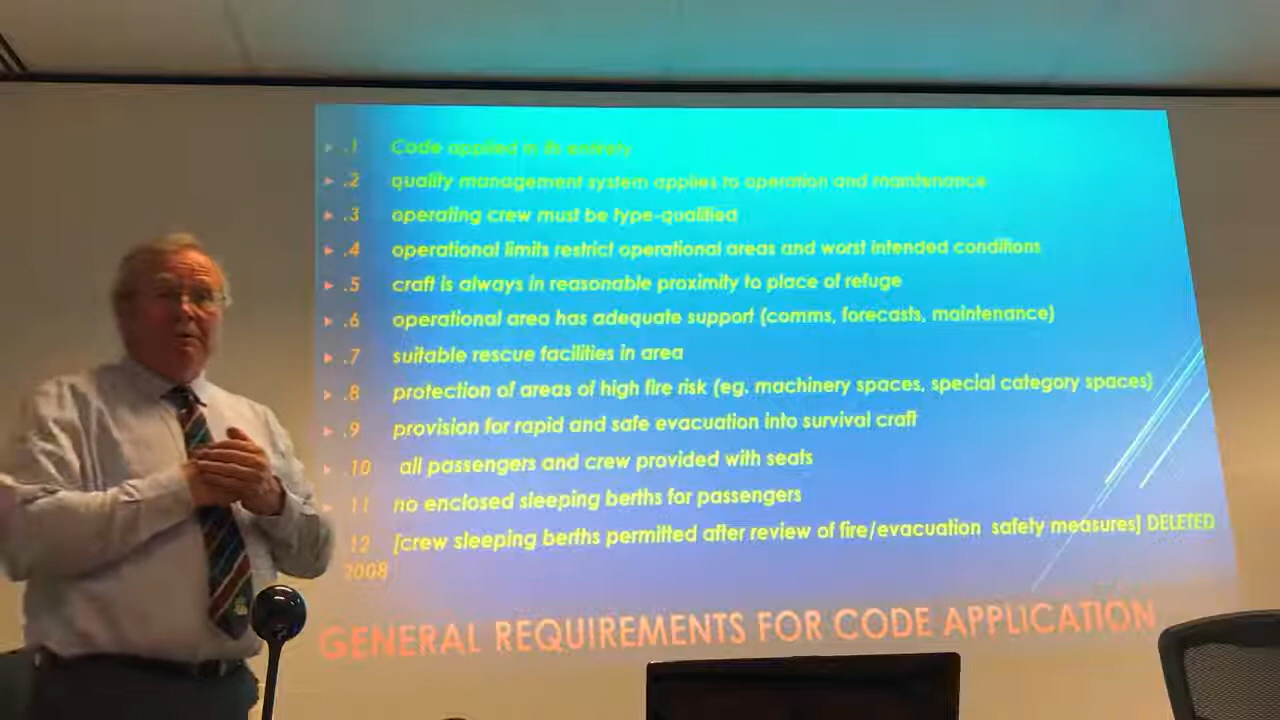 .1 Code applied in its entirety
.2 quality management system applies to operation and maintenance
.3 operating crew must be type-qualified
.4 operational limits restrict operational areas and worst intended conditions
.5 craft is always in reasonable proximity to place of refuge
.6 operational area has adequate support (comms, forecasts, maintenance)
.7 suitable rescue facilities in area
.8 protection of areas of high fire risk (eg. machinery spaces, special category spaces)
.9 provision for rapid and safe evacuation into survival craft
.10 all passengers and crew provided with seats
11 no enclosed sleeping berths for passengers
12 [crew sleeping berths permitted after review of fire/evacuation safety measures] DELETED
2008
GENERAL REQUIREMENTS FOR CODE APPLICATION